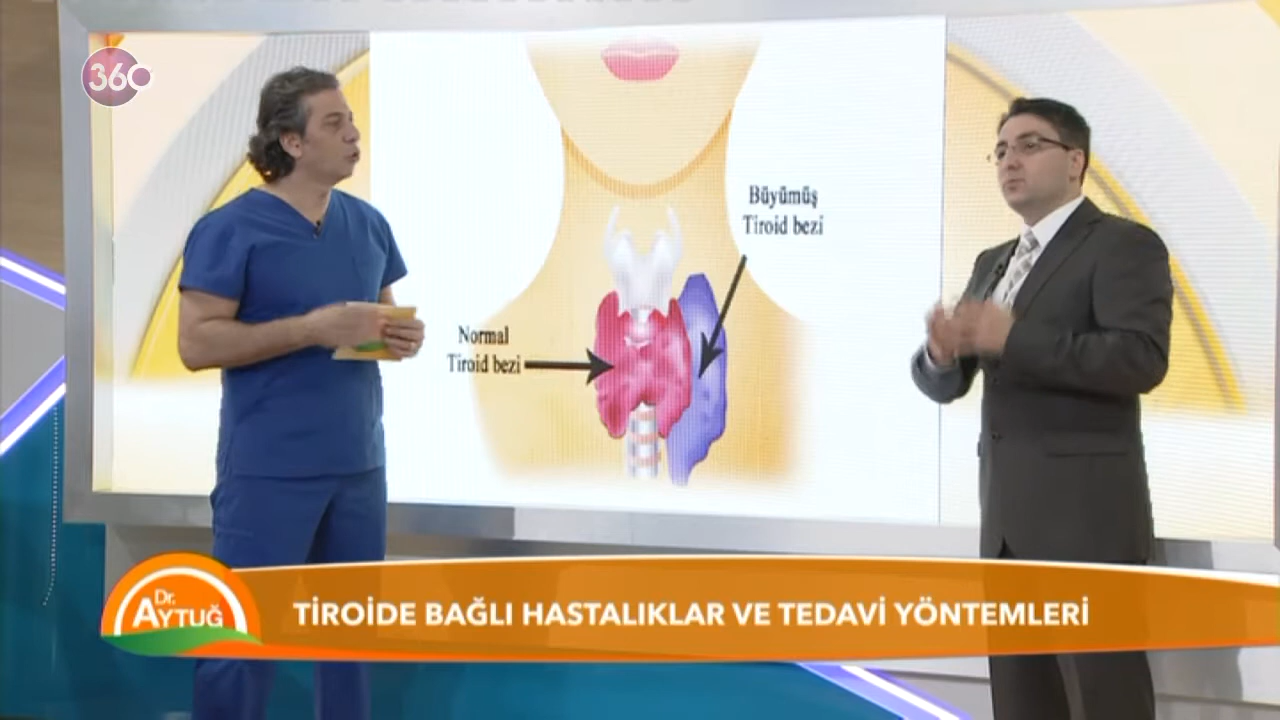 360
Büyümüş
Tiroid bezi
Normal
Tiroid bezi
Dr.
AYTUĞ
TİROİDE BAĞLI HASTALIKLAR VE TEDAVİ YÖNTEMLERİ